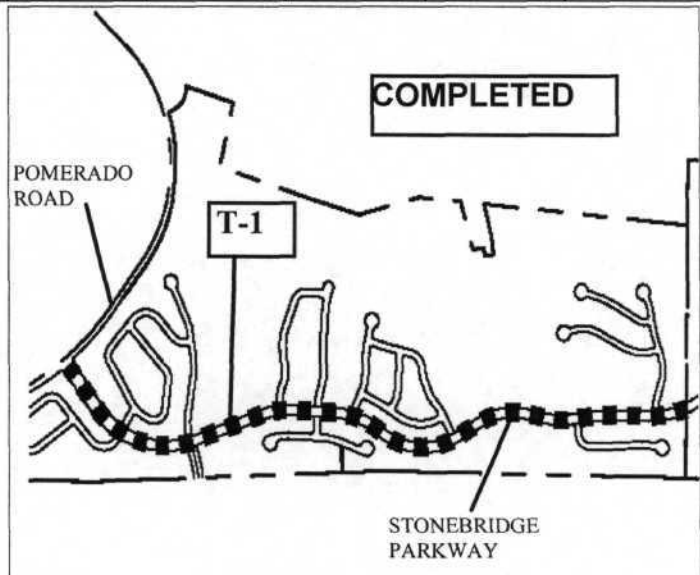 COMPLETED
POMERADO
ROAD
T-1
STONEBRIDGE
PARKWAY